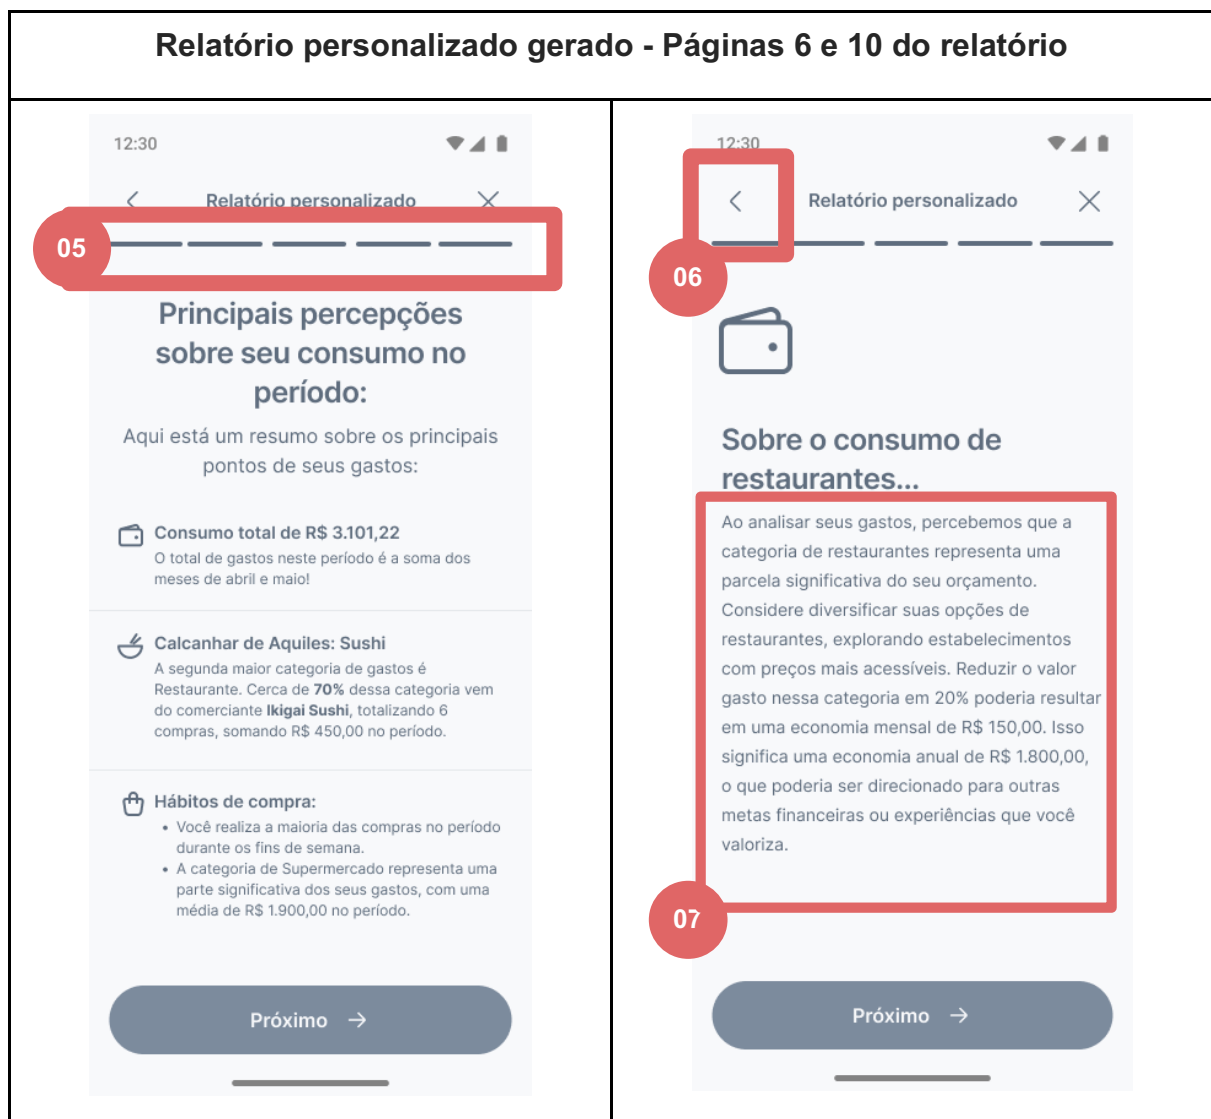 Relatório personalizado gerado - Páginas 6 e 10 do relatório
12:30
Relatório personalizado
05
Principais percepções
sobre seu consumo no
período:
Aqui está um resumo sobre os principais
pontos de seus gastos:
Consumo total de R$ 3.101,22
O total de gastos neste período é a soma dos
meses de abril e maio!
Calcanhar de Aquiles: Sushi
A segunda maior categoria de gastos é
Restaurante. Cerca de 70% dessa categoria vem
do comerciante Ikigai Sushi, totalizando 6
compras, somando R$ 450,00 no período.
Hábitos de compra:
• Você realiza a maioria das compras no período
durante os fins de semana.
• A categoria de Supermercado representa uma
parte significativa dos seus gastos, com uma
média de R$ 1.900,00 no período.
Próximo →
12:30
Relatório personalizado
06
Sobre o consumo de
restaurantes...
Ao analisar seus gastos, percebemos que a
categoria de restaurantes representa uma
parcela significativa do seu orçamento.
Considere diversificar suas opções de
restaurantes, explorando estabelecimentos
com preços mais acessíveis. Reduzir o valor
gasto nessa categoria em 20% poderia resultar
em uma economia mensal de R$ 150,00. Isso
significa uma economia anual de R$ 1.800,00,
o que poderia ser direcionado para outras
metas financeiras ou experiências que você
valoriza.
07
Próximo →